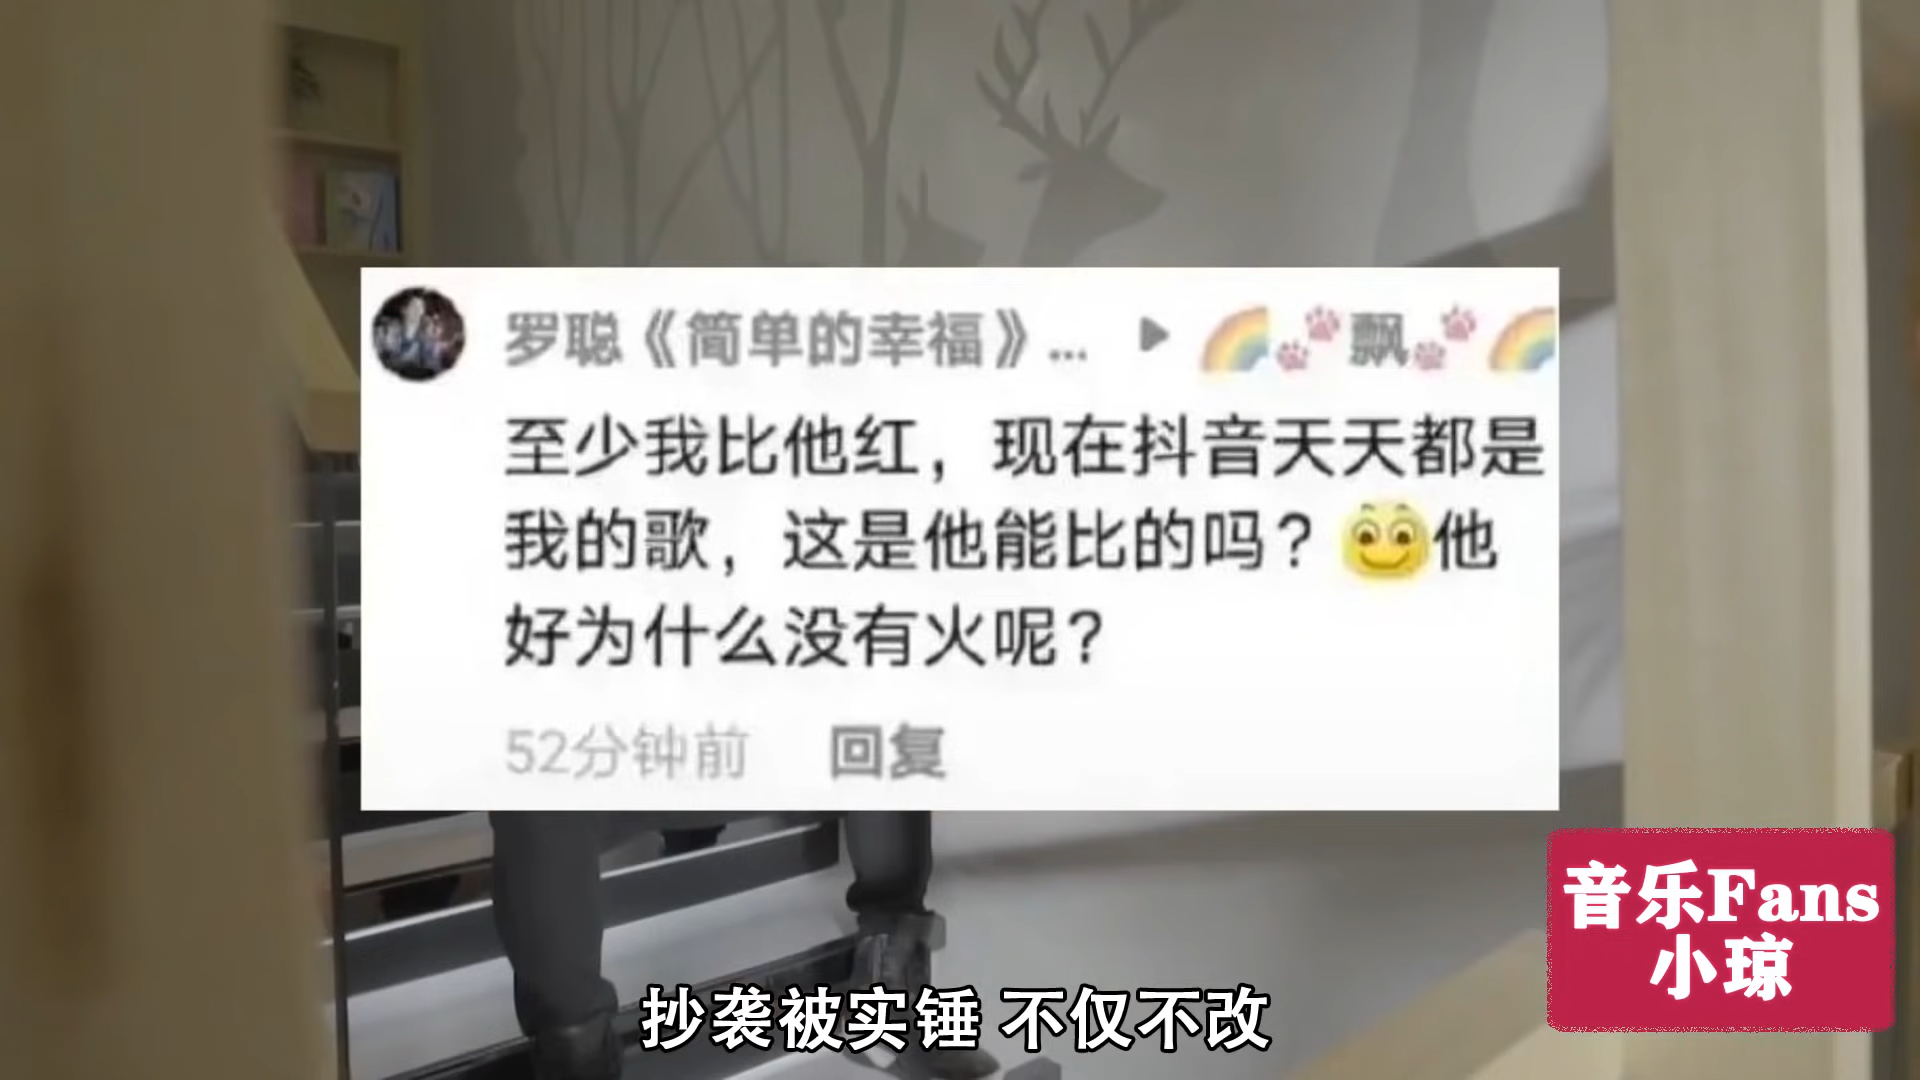 罗聪《简单的幸福》... ▶ 🌈🐾飘🐾🌈
至少我比他红，现在抖音天天都是
我的歌，这是他能比的吗？他
好为什么没有火呢？
52分钟前 回复
音乐Fans
小琼
抄袭被实锤 不仅不改